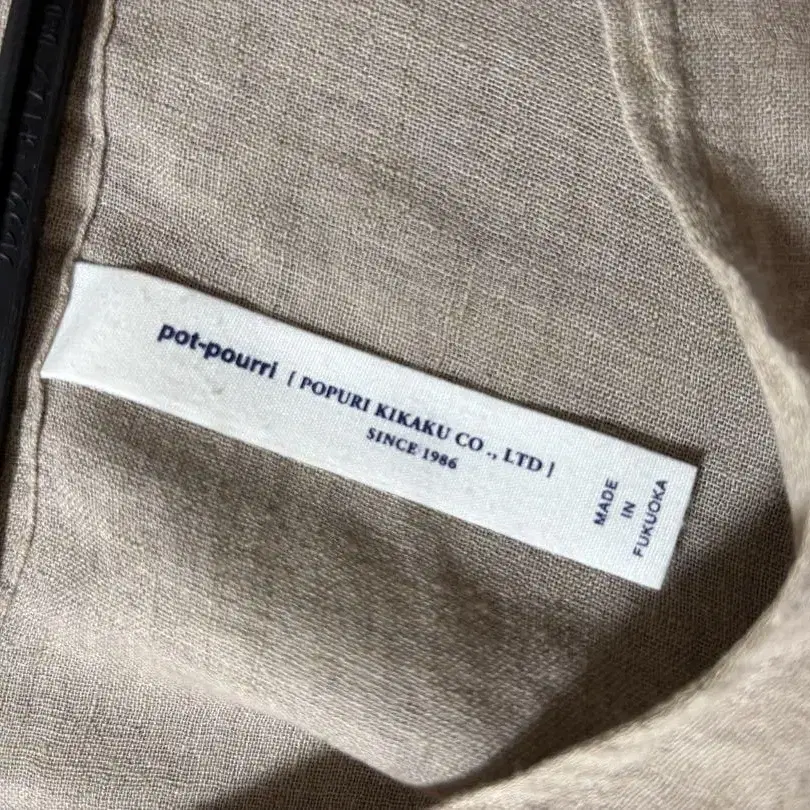 pot-pourri [ POPURI KIKAKU CO ., LTD ]
SINCE 1986
MADE
IN
FUKUOKA